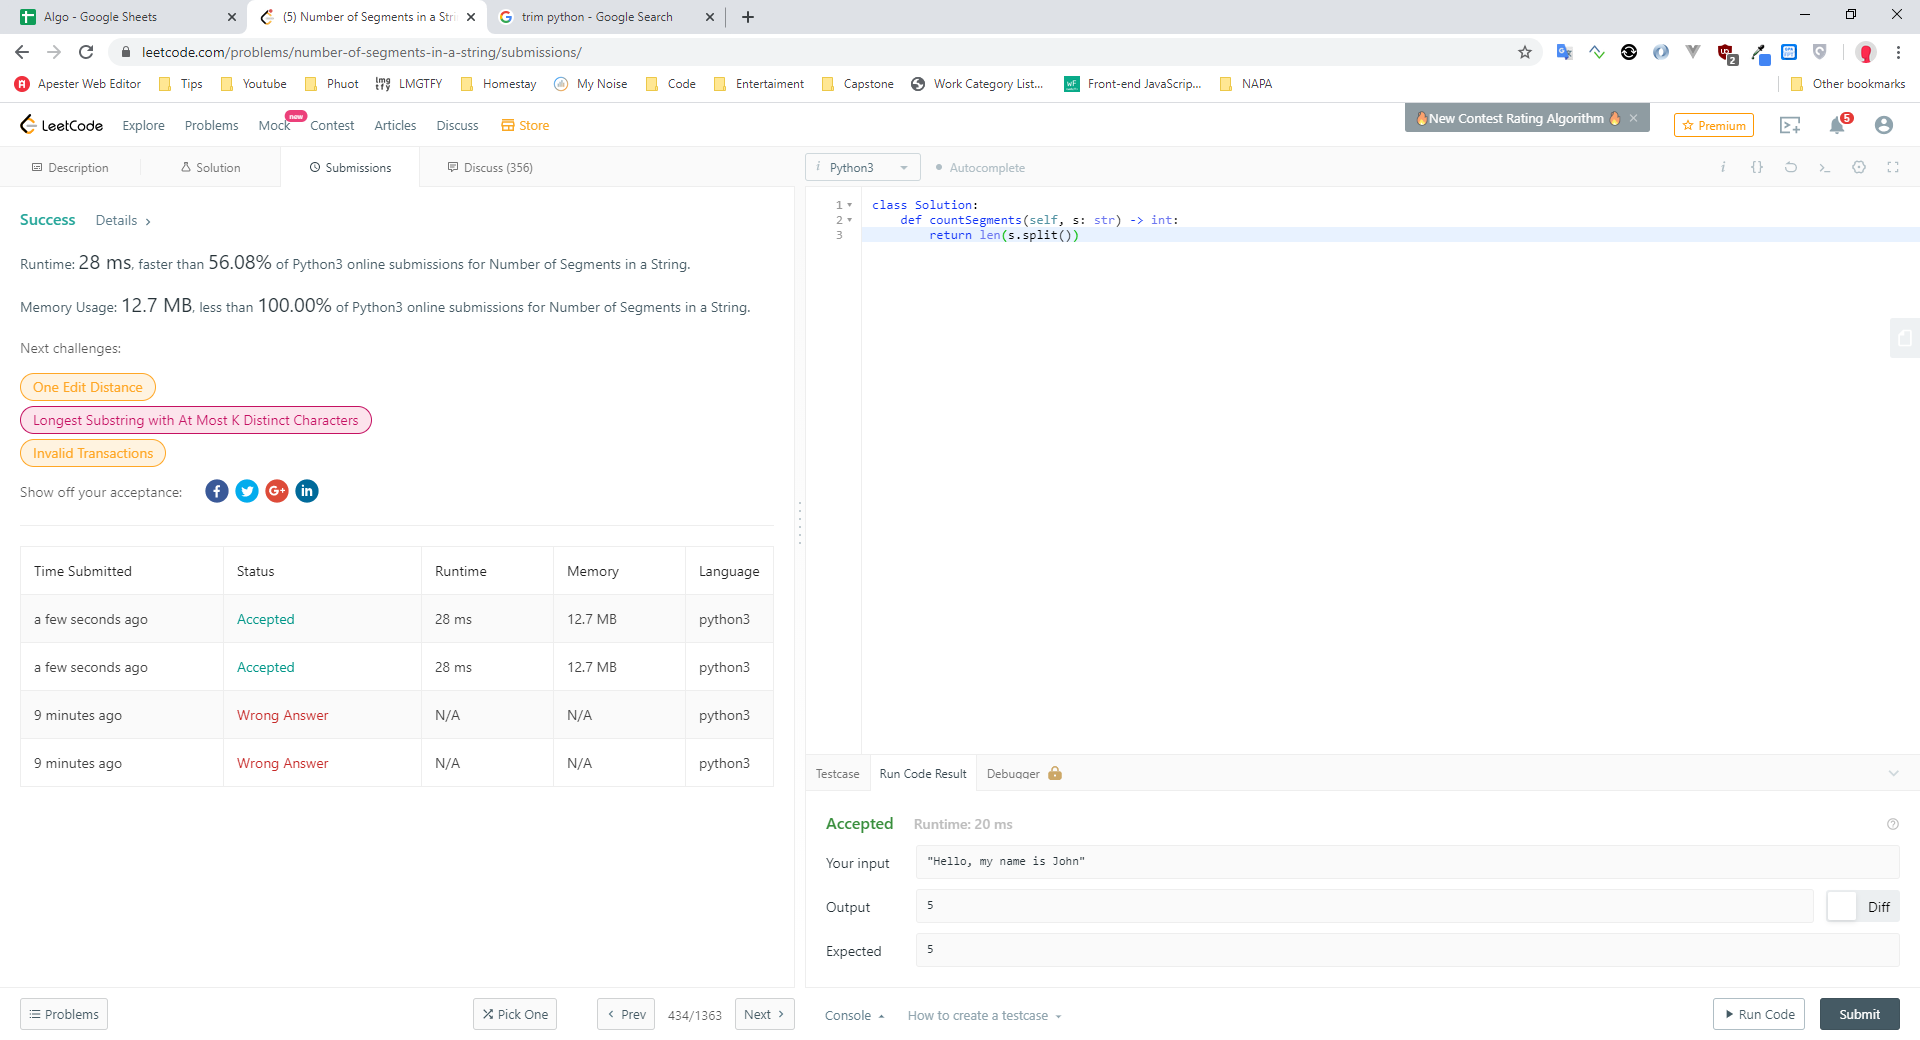 Algo - Google Sheets
(5) Number of Segments in a Stri
trim python - Google Search
leetcode.com/problems/number-of-segments-in-a-string/submissions/
2
Apester Web Editor
Tips
Youtube
Phuot
img LMGTFY
Homestay
My Noise
Code
Entertaiment
Capstone
Work Category List...
Front-end JavaScrip...
NAPA
Other bookmarks
LeetCode
Explore
Problems
Mock
new
Contest
Articles
Discuss
Store
🔥New Contest Rating Algorithm 🔥 ×
Premium
5
Description
Solution
Submissions
Discuss (356)
i Python3
Autocomplete
i
{}
Success
Details >
Runtime: 28 ms, faster than 56.08% of Python3 online submissions for Number of Segments in a String.
Memory Usage: 12.7 MB, less than 100.00% of Python3 online submissions for Number of Segments in a String.
Next challenges:
One Edit Distance
Longest Substring with At Most K Distinct Characters
Invalid Transactions
Show off your acceptance:
f
G+
in
Time Submitted Status Runtime Memory Language
a few seconds ago Accepted 28 ms 12.7 MB python3
a few seconds ago Accepted 28 ms 12.7 MB python3
9 minutes ago Wrong Answer N/A N/A python3
9 minutes ago Wrong Answer N/A N/A python3
1 class Solution:
2 def countSegments(self, s: str) -> int:
3 return len(s.split())
Testcase
Run Code Result
Debugger
Accepted Runtime: 20 ms
Your input "Hello, my name is John"
Output 5
Diff
Expected 5
Problems
Pick One
< Prev
434/1363
Next >
Console
How to create a testcase
Run Code
Submit